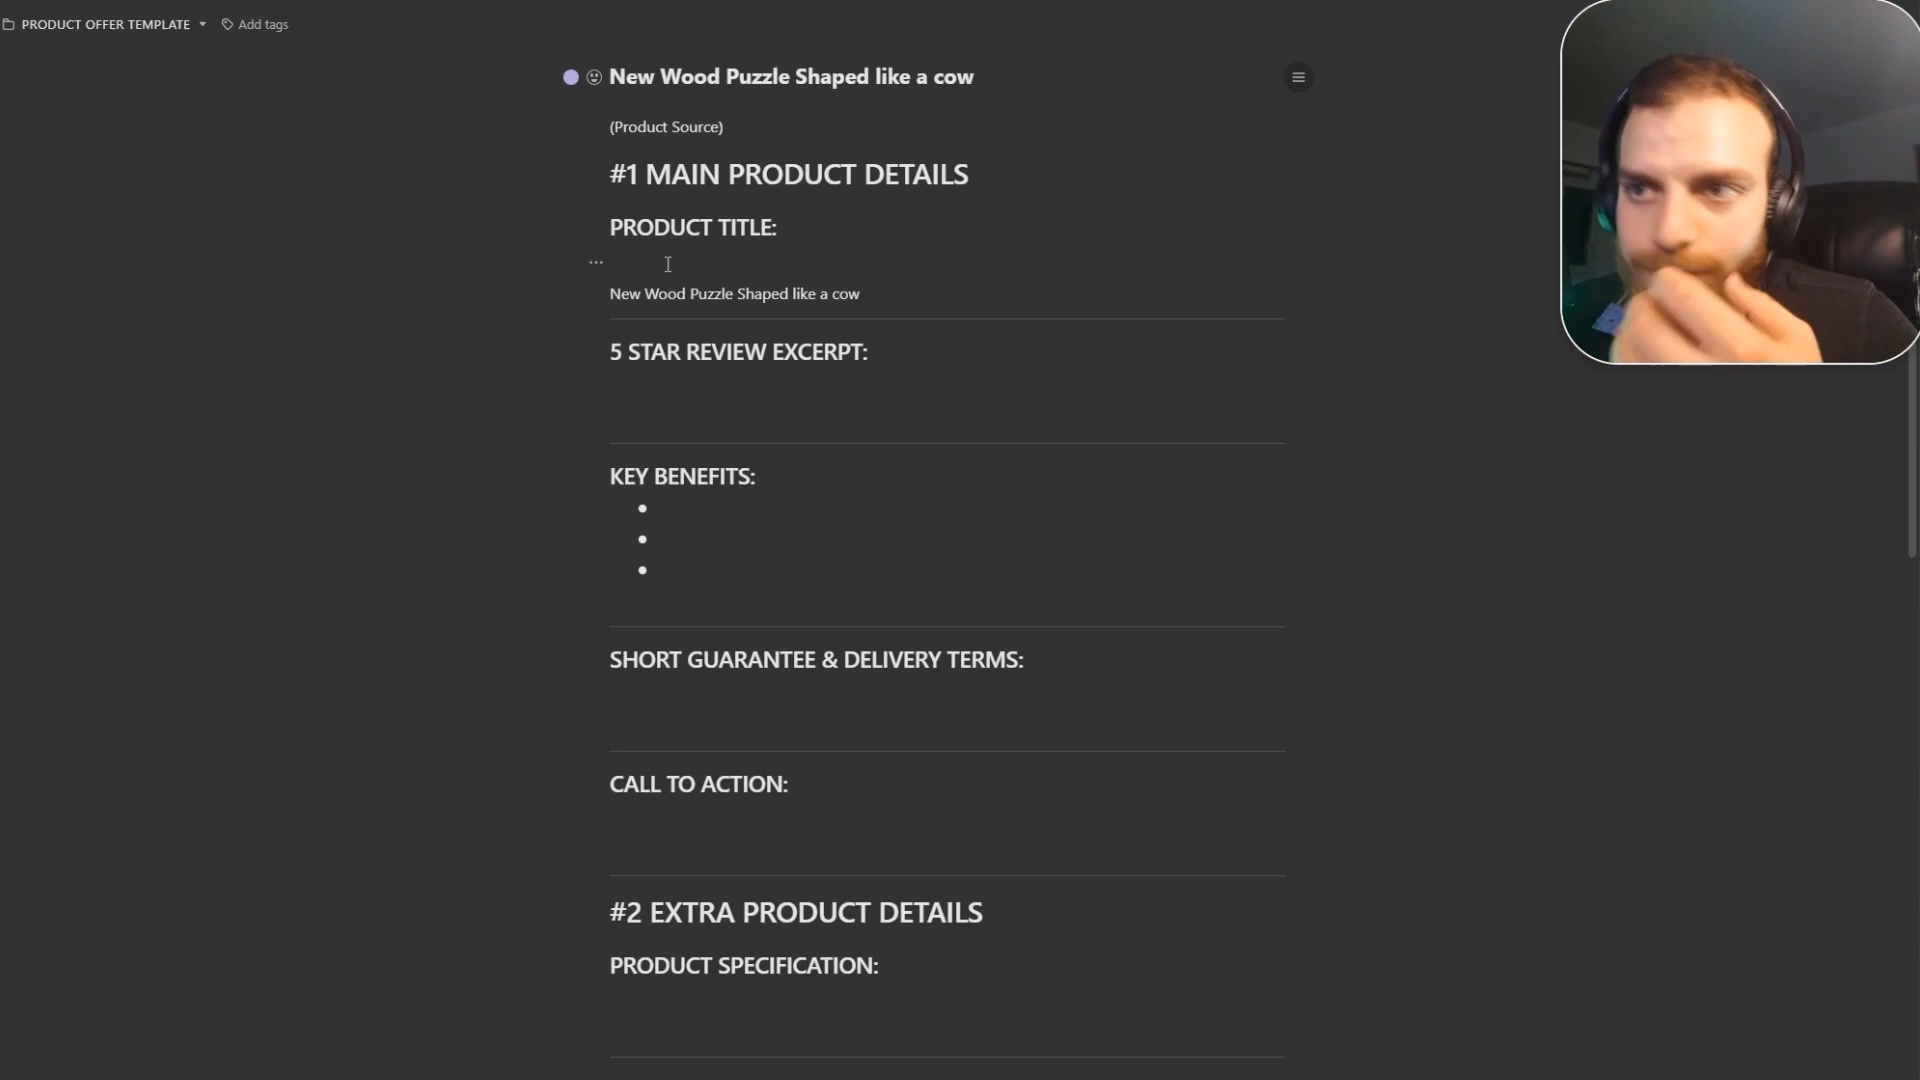 PRODUCT OFFER TEMPLATE Add tags
New Wood Puzzle Shaped like a cow
(Product Source)
#1 MAIN PRODUCT DETAILS
PRODUCT TITLE:
New Wood Puzzle Shaped like a cow
5 STAR REVIEW EXCERPT:
KEY BENEFITS:
SHORT GUARANTEE & DELIVERY TERMS:
CALL TO ACTION:
#2 EXTRA PRODUCT DETAILS
PRODUCT SPECIFICATION: